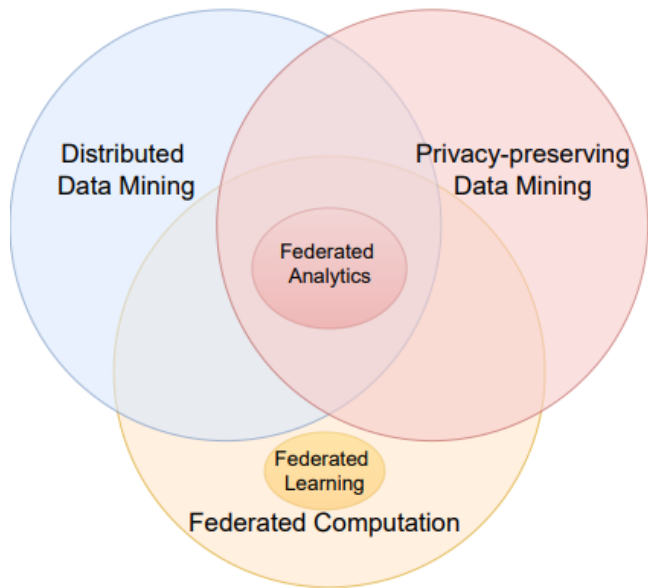 Distributed
Data Mining
Privacy-preserving
Data Mining
Federated
Analytics
Federated
Learning
Federated Computation